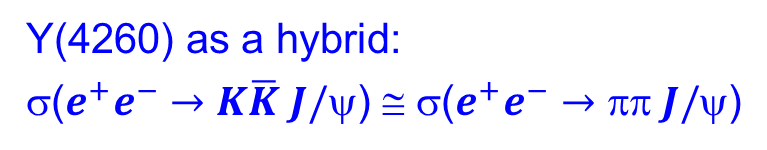 Y(4260) as a hybrid:
σ(e⁺e⁻ → KK̅ J/ψ) ≅ σ(e⁺e⁻ → ππ J/ψ)